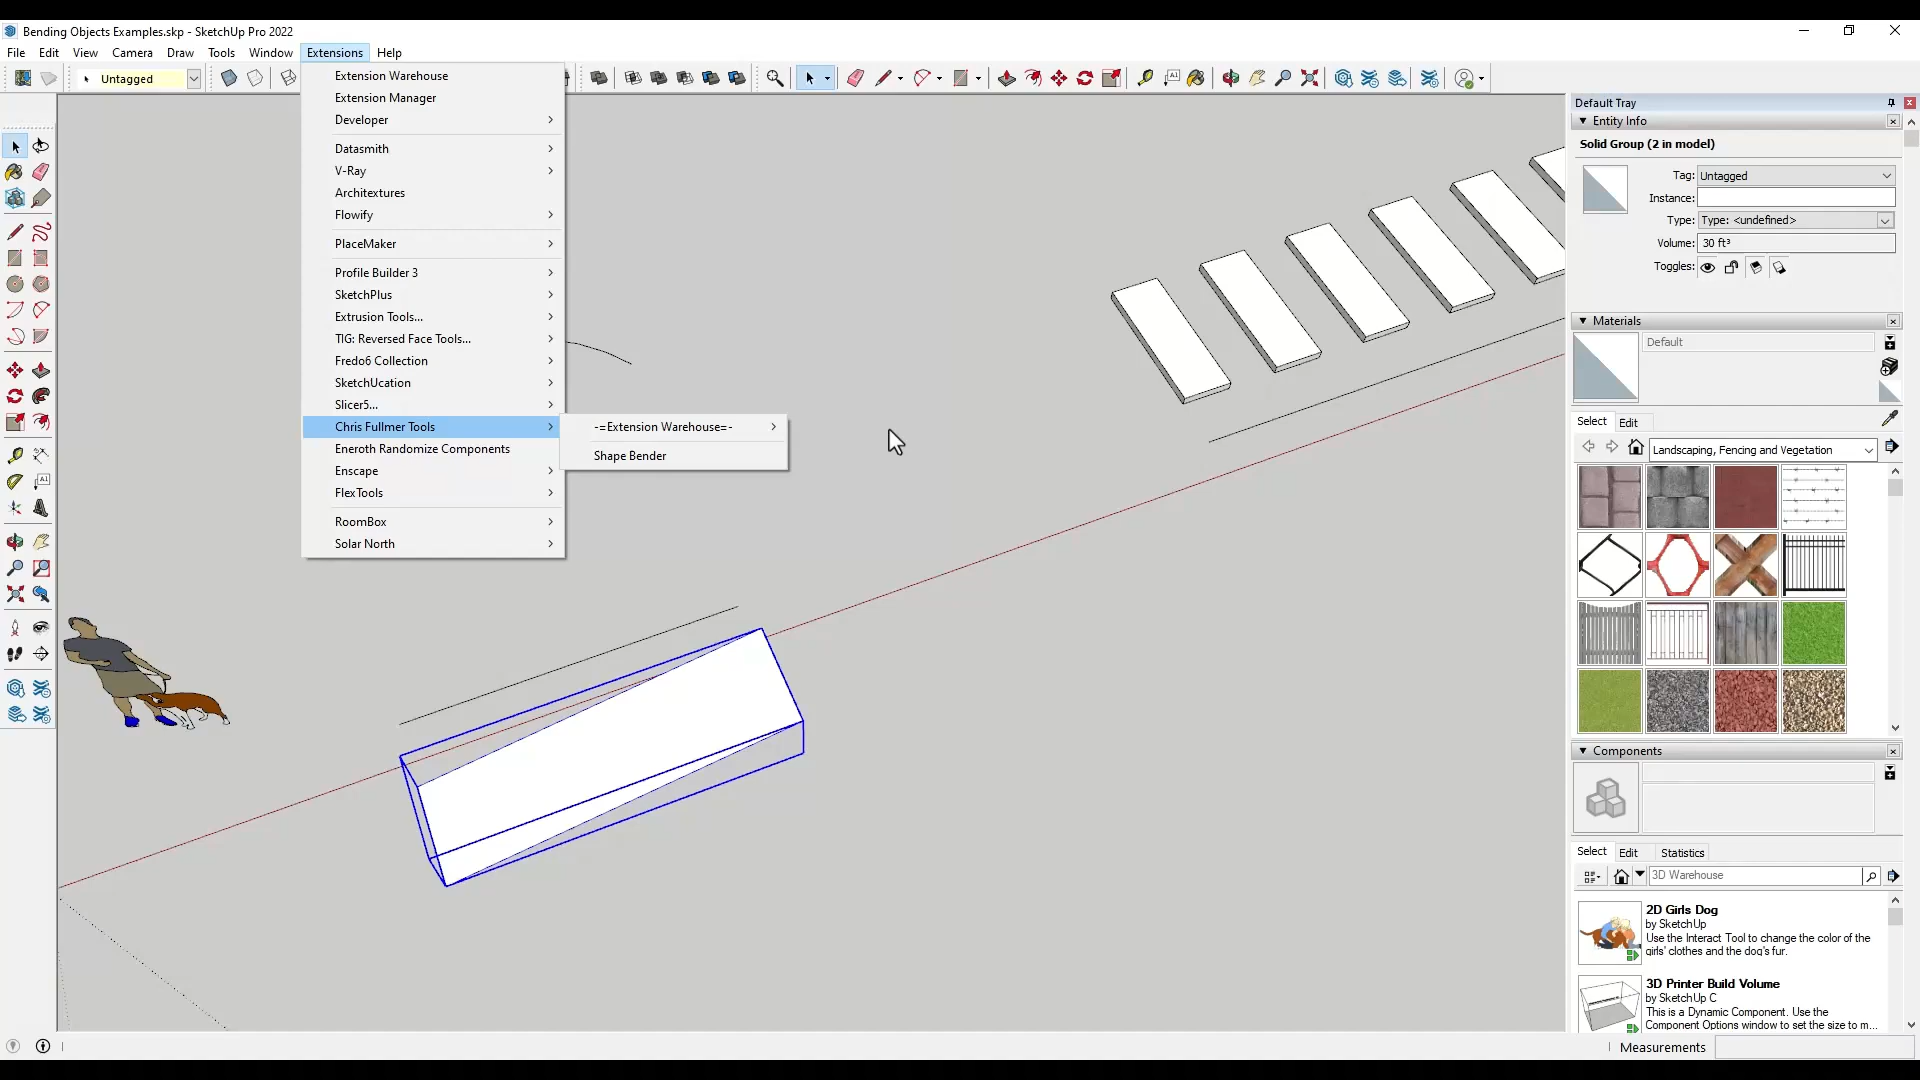 Bending Objects Examples.skp - SketchUp Pro 2022
File Edit View Camera Draw Tools Window Extensions Help
Untagged
Extension Warehouse
Extension Manager
Developer
Datasmith
V-Ray
Architextures
Flowify
PlaceMaker
Profile Builder 3
SketchPlus
Extrusion Tools...
TIG: Reversed Face Tools...
Fredo6 Collection
SketchUcation
Slicer5...
Chris Fullmer Tools
Eneroth Randomize Components
Enscape
FlexTools
RoomBox
Solar North
-=Extension Warehouse=-
Shape Bender
Default Tray
Entity Info
Solid Group (2 in model)
Tag: Untagged
Instance:
Type: Type: <undefined>
Volume: 30 ft³
Toggles:
Materials
Default
Select Edit
Landscaping, Fencing and Vegetation
Components
Select Edit Statistics
3D Warehouse
2D Girls Dog
by SketchUp
Use the Interact Tool to change the color of the
girls' clothes and the dog's fur.
3D Printer Build Volume
by SketchUp C
This is a Dynamic Component. Use the
Component Options window to set the size to m...
Measurements